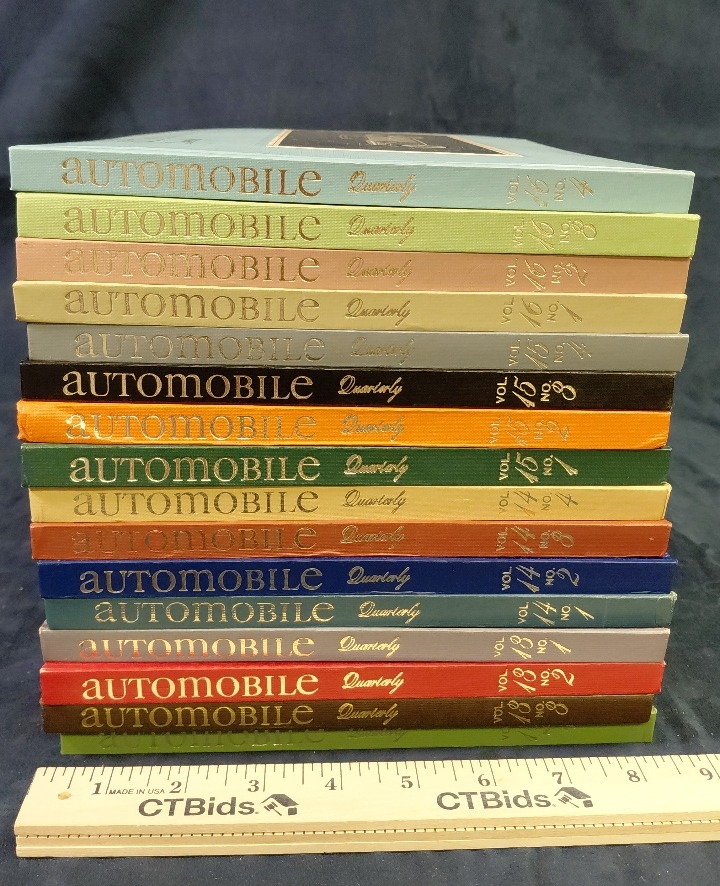 AUTOMOBILE Quarterly VOL. 16 NO. 4
AUTOMOBILE Quarterly VOL. 16 NO. 3
AUTOMOBILE Quarterly VOL. 16 NO. 2
AUTOMOBILE Quarterly VOL. 16 NO. 1
AUTOMOBILE Quarterly VOL. 15 NO. 4
AUTOMOBILE Quarterly VOL. 15 NO. 3
AUTOMOBILE Quarterly VOL. 15 NO. 2
AUTOMOBILE Quarterly VOL. 15 NO. 1
AUTOMOBILE Quarterly VOL. 14 NO. 4
AUTOMOBILE Quarterly VOL. 14 NO. 3
AUTOMOBILE Quarterly VOL. 14 NO. 2
AUTOMOBILE Quarterly VOL. 14 NO. 1
AUTOMOBILE Quarterly VOL. 13 NO. 1
AUTOMOBILE Quarterly VOL. 13 NO. 2
AUTOMOBILE Quarterly VOL. 13 NO. 3
AUTOMOBILE
1 MADE IN USA 2 3 4 5 6 7 8 9
CTBids. CTBids.